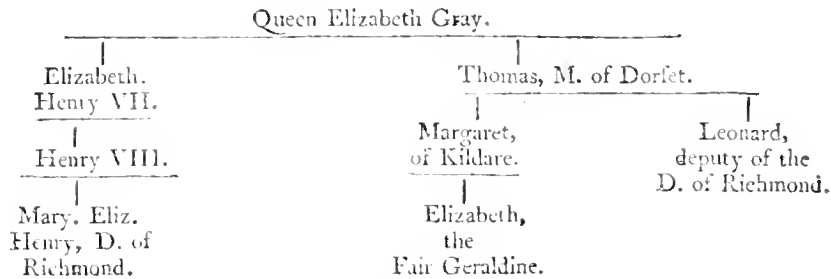 Queen Elizabeth Gray.
Elizabeth.
Henry VII.
Thomas, M. of Dorſet.
Henry VIII.
Margaret,
of Kildare.
Leonard,
deputy of the
D. of Richmond.
Mary. Eliz.
Henry, D. of
Richmond.
Elizabeth,
the
Fair Geraldine.